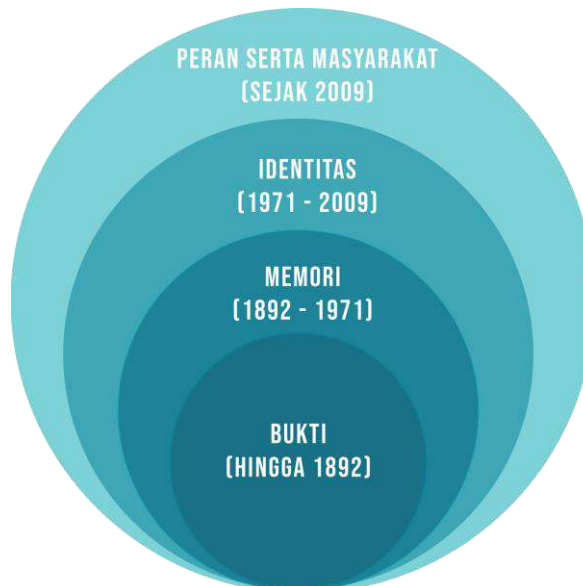 PERAN SERTA MASYARAKAT
(SEJAK 2009)
IDENTITAS
(1971 - 2009)
MEMORI
(1892 - 1971)
BUKTI
(HINGGA 1892)